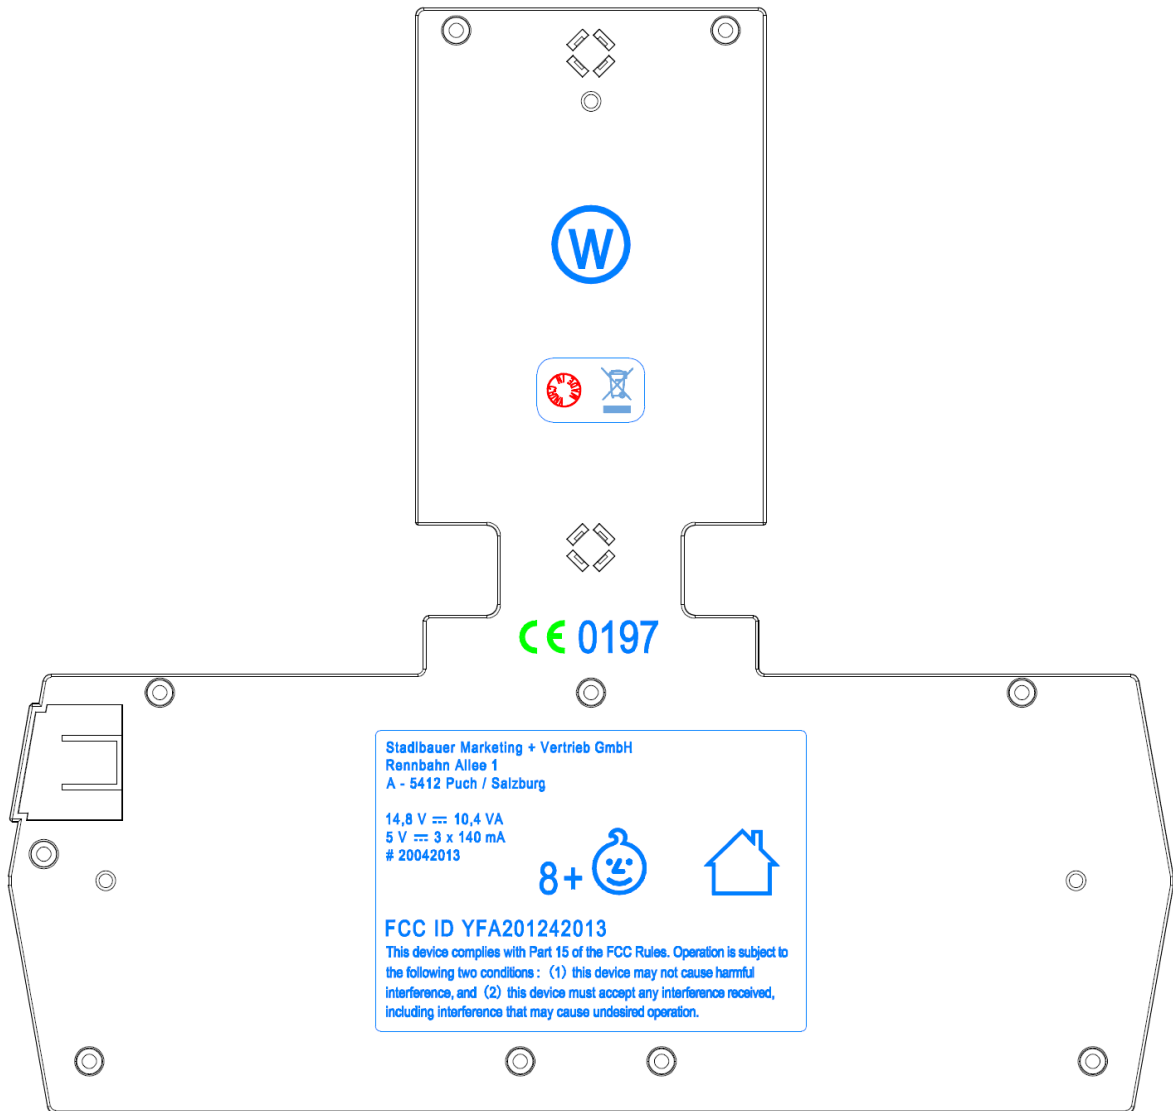 W
MADE IN CHINA
CE 0197
Stadlbauer Marketing + Vertrieb GmbH
Rennbahn Allee 1
A - 5412 Puch / Salzburg
14,8 V ⎓ 10,4 VA
5 V ⎓ 3 x 140 mA
# 20042013
8+
FCC ID YFA201242013
This device complies with Part 15 of the FCC Rules. Operation is subject to
the following two conditions : (1) this device may not cause harmful
interference, and (2) this device must accept any interference received,
including interference that may cause undesired operation.